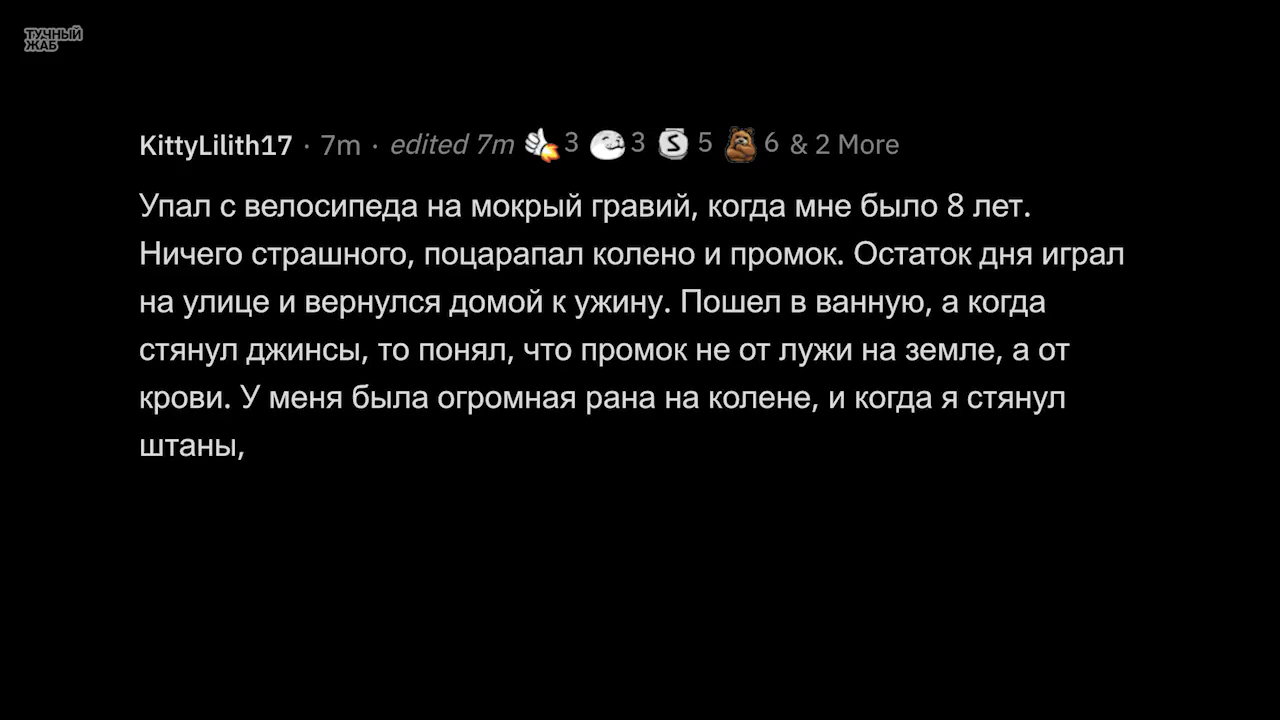 ТУЧНЫЙ
ЖАБ
KittyLilith17 · 7m · edited 7m 3 3 S 5 6 & 2 More
Упал с велосипеда на мокрый гравий, когда мне было 8 лет.
Ничего страшного, поцарапал колено и промок. Остаток дня играл
на улице и вернулся домой к ужину. Пошел в ванную, а когда
стянул джинсы, то понял, что промок не от лужи на земле, а от
крови. У меня была огромная рана на колене, и когда я стянул
штаны,